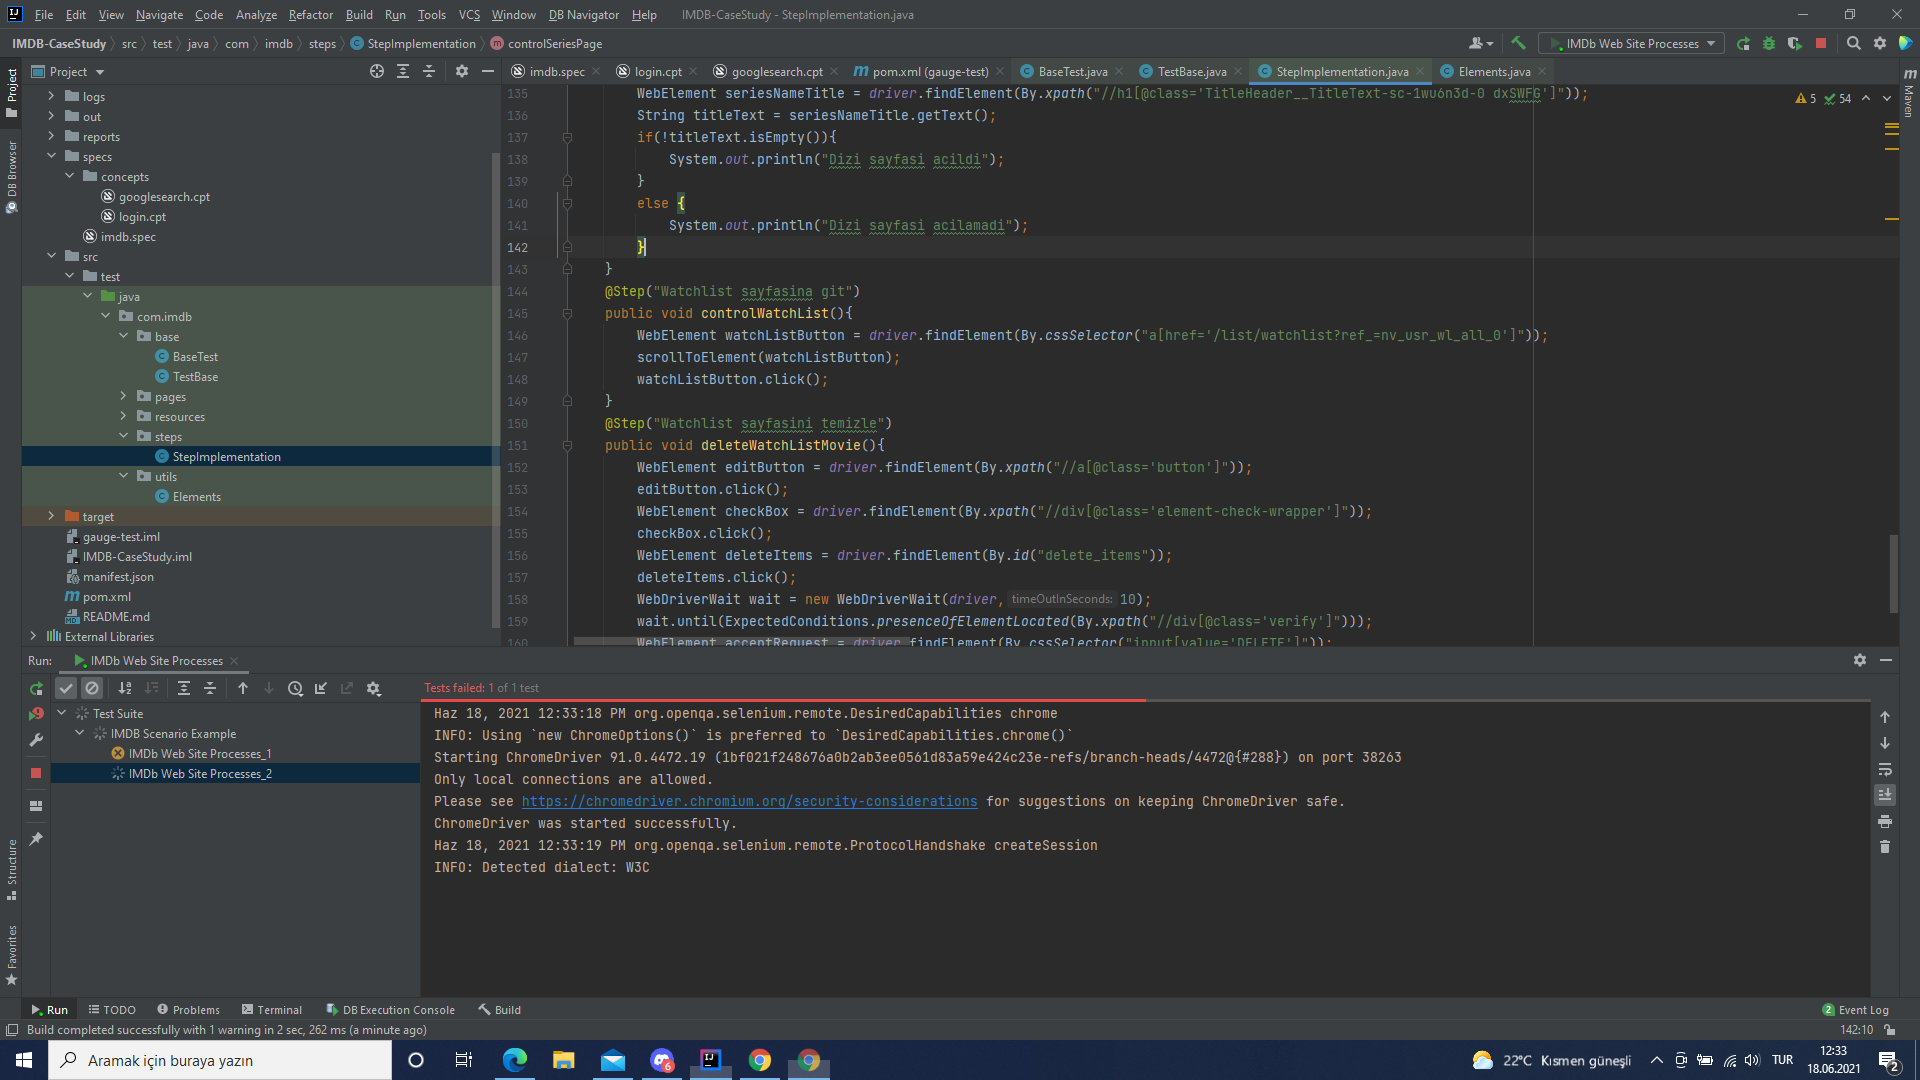 File Edit View Navigate Code Analyze Refactor Build Run Tools VCS Window DB Navigator Help IMDB-CaseStudy - StepImplementation.java
IMDB-CaseStudy src test java com imdb steps StepImplementation controlSeriesPage IMDb Web Site Processes
Project
imdb.spec login.cpt googlesearch.cpt pom.xml (gauge-test) BaseTest.java TestBase.java StepImplementation.java Elements.java
Project
DB Browser
Structure
Favorites
Maven
logs
out
reports
specs
concepts
googlesearch.cpt
login.cpt
imdb.spec
src
test
java
com.imdb
base
BaseTest
TestBase
pages
resources
steps
StepImplementation
utils
Elements
target
gauge-test.iml
IMDB-CaseStudy.iml
manifest.json
pom.xml
README.md
External Libraries
5 54
135 WebElement seriesNameTitle = driver.findElement(By.xpath("//h1[@class='TitleHeader__TitleText-sc-1wu6n3d-0 dxSWFG']"));
136 String titleText = seriesNameTitle.getText();
137 if(!titleText.isEmpty()){
138 System.out.println("Dizi sayfasi acildi");
139 }
140 else {
141 System.out.println("Dizi sayfasi acilamadi");
142 }
143 }
144 @Step("Watchlist sayfasina git")
145 public void controlWatchList(){
146 WebElement watchListButton = driver.findElement(By.cssSelector("a[href='/list/watchlist?ref_=nv_usr_wl_all_0']"));
147 scrollToElement(watchListButton);
148 watchListButton.click();
149 }
150 @Step("Watchlist sayfasini temizle")
151 public void deleteWatchListMovie(){
152 WebElement editButton = driver.findElement(By.xpath("//a[@class='button']"));
153 editButton.click();
154 WebElement checkBox = driver.findElement(By.xpath("//div[@class='element-check-wrapper']"));
155 checkBox.click();
156 WebElement deleteItems = driver.findElement(By.id("delete_items"));
157 deleteItems.click();
158 WebDriverWait wait = new WebDriverWait(driver, timeOutInSeconds: 10);
159 wait.until(ExpectedConditions.presenceOfElementLocated(By.xpath("//div[@class='verify']")));
160 WebElement acceptRequest = driver.findElement(By.cssSelector("input[value='DELETE']"));
Run: IMDb Web Site Processes
Tests failed: 1 of 1 test
Test Suite
IMDB Scenario Example
IMDb Web Site Processes_1
IMDb Web Site Processes_2
Haz 18, 2021 12:33:18 PM org.openqa.selenium.remote.DesiredCapabilities chrome
INFO: Using `new ChromeOptions()` is preferred to `DesiredCapabilities.chrome()`
Starting ChromeDriver 91.0.4472.19 (1bf021f248676a0b2ab3ee0561d83a59e424c23e-refs/branch-heads/4472@{#288}) on port 38263
Only local connections are allowed.
Please see https://chromedriver.chromium.org/security-considerations for suggestions on keeping ChromeDriver safe.
ChromeDriver was started successfully.
Haz 18, 2021 12:33:19 PM org.openqa.selenium.remote.ProtocolHandshake createSession
INFO: Detected dialect: W3C
Run TODO Problems Terminal DB Execution Console Build 2 Event Log
Build completed successfully with 1 warning in 2 sec, 262 ms (a minute ago) 142:10
Aramak için buraya yazın 6 22°C Kısmen güneşli TUR 12:33
18.06.2021 2